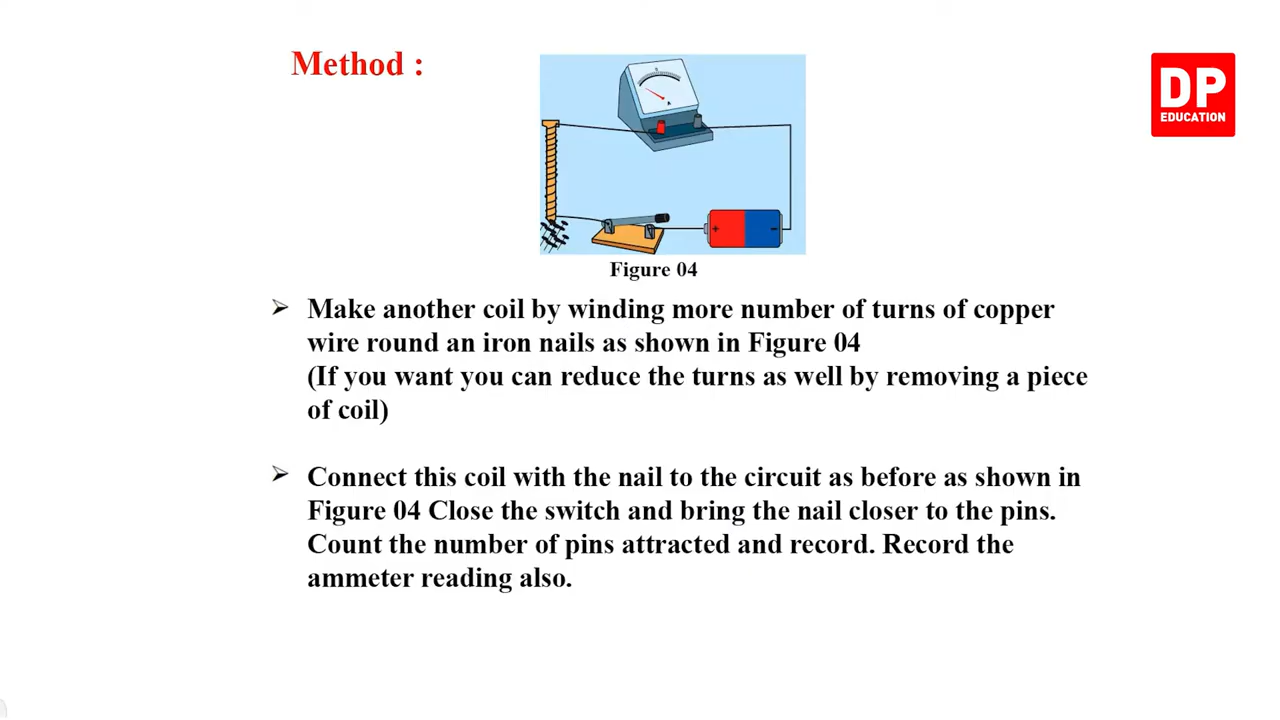 Method :
DP
EDUCATION
A
+
-
Figure 04
➢ Make another coil by winding more number of turns of copper
wire round an iron nails as shown in Figure 04
(If you want you can reduce the turns as well by removing a piece
of coil)
➢ Connect this coil with the nail to the circuit as before as shown in
Figure 04 Close the switch and bring the nail closer to the pins.
Count the number of pins attracted and record. Record the
ammeter reading also.